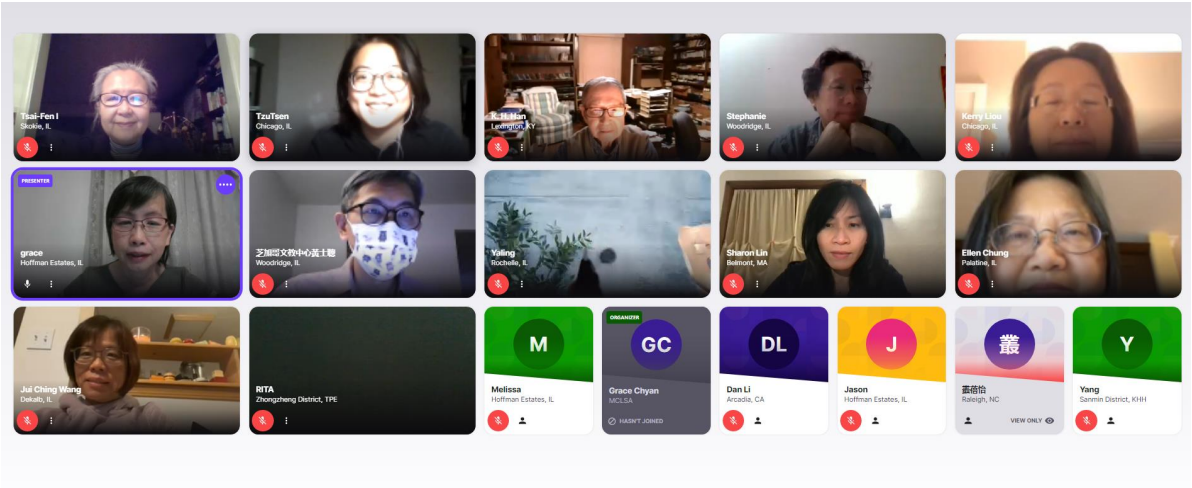 Tsai-Fen I
Skokie, IL
TzuTsen
Chicago, IL
K. H. Han
Lexington, KY
Stephanie
Woodridge, IL
Kerry Liou
Chicago, IL
PRESENTER
grace
Hoffman Estates, IL
芝加哥文教中心黃士聰
Woodridge, IL
Yaling
Rochelle, IL
Sharon Lin
Belmont, MA
Ellen Chung
Palatine, IL
Jui Ching Wang
Dekalb, IL
RITA
Zhongzheng District, TPE
M
Melissa
Hoffman Estates, IL
ORGANIZER
GC
Grace Chyan
MCLSA
HASN'T JOINED
DL
Dan Li
Arcadia, CA
J
Jason
Hoffman Estates, IL
叢
叢蓓怡
Raleigh, NC
VIEW ONLY
Y
Yang
Sanmin District, KHH